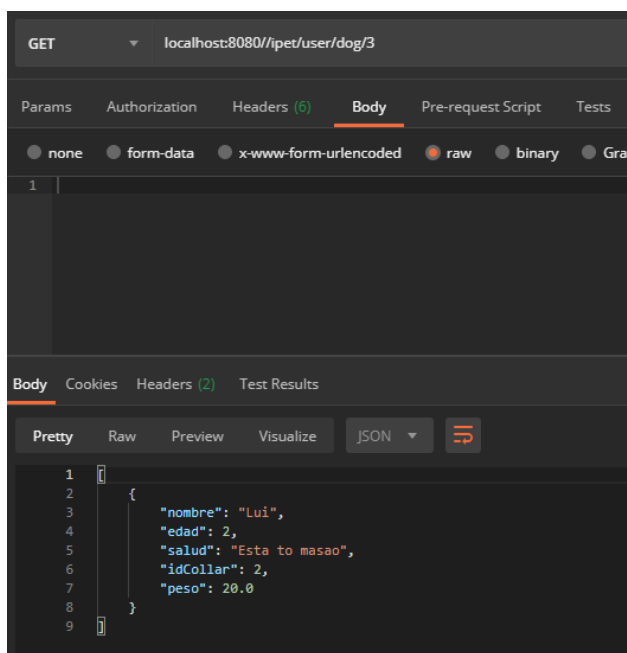 GET localhost:8080//ipet/user/dog/3
Params Authorization Headers (6) Body Pre-request Script Tests
none form-data x-www-form-urlencoded raw binary Gra
1
Body Cookies Headers (2) Test Results
Pretty Raw Preview Visualize JSON
1 [
2 {
3 "nombre": "Lui",
4 "edad": 2,
5 "salud": "Esta to masao",
6 "idCollar": 2,
7 "peso": 20.0
8 }
9 ]